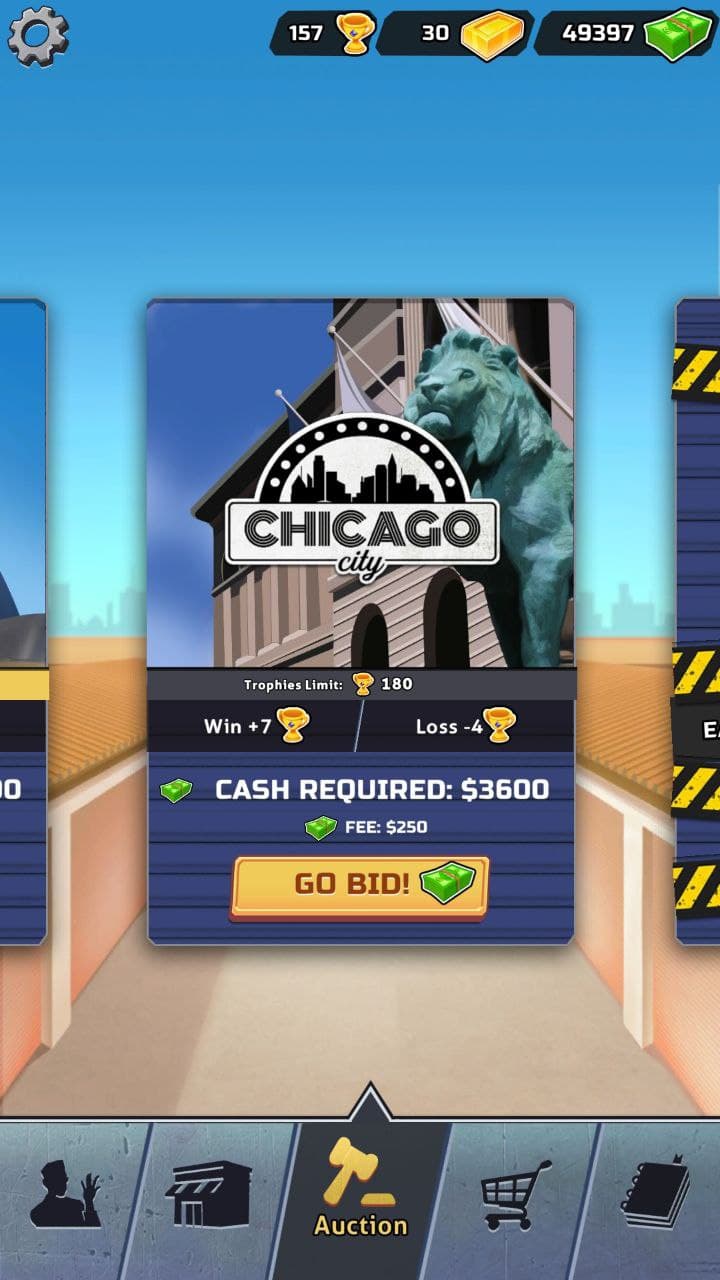 157
30
49397
CHICAGO
city
Trophies Limit: 180
Win +7
Loss -4
CASH REQUIRED: $3600
FEE: $250
GO BID!
Auction